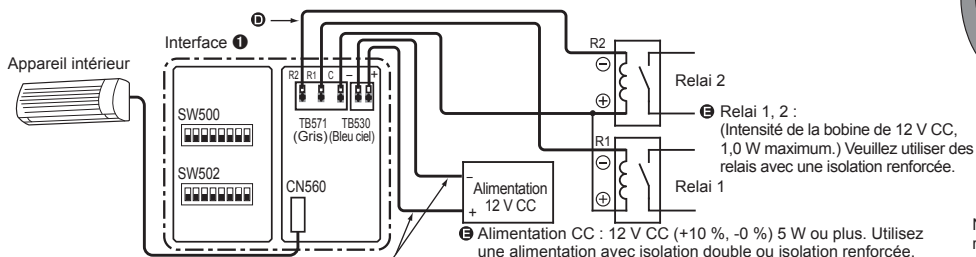 D
Interface 1
Appareil intérieur
R2 R1 C – +
TB571 TB530
(Gris) (Bleu ciel)
SW500
SW502
CN560
R2
–
+
Relai 2
R1
–
+
Relai 1
E Relai 1, 2 :
(Intensité de la bobine de 12 V CC,
1,0 W maximum.) Veuillez utiliser des
relais avec une isolation renforcée.
–
+
Alimentation
12 V CC
E Alimentation CC : 12 V CC (+10 %, -0 %) 5 W ou plus. Utilisez
une alimentation avec isolation double ou isolation renforcée.